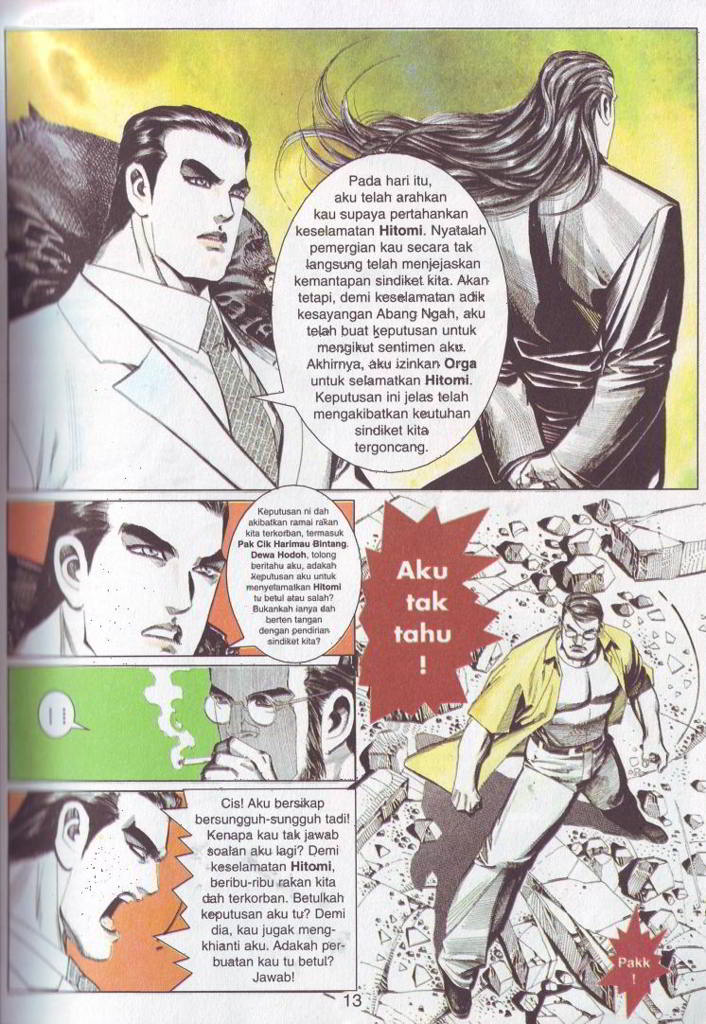 Pada hari itu,
aku telah arahkan
kau supaya pertahankan
keselamatan Hitomi. Nyatalah
pemergian kau secara tak
langsung telah menjejaskan
kemantapan sindiket kita. Akan
tetapi, demi keselamatan adik
kesayangan Abang Ngah, aku
telah buat keputusan untuk
mengikut sentimen aku.
Akhirnya, aku izinkan Orga
untuk selamatkan Hitomi.
Keputusan ini jelas telah
mengakibatkan keutuhan
sindiket kita
tergoncang.
Keputusan ni dah
akibatkan ramai rakan
kita terkorban, termasuk
Pak Cik Harimau Bintang.
Dewa Hodoh, tolong
beritahu aku, adakah
keputusan aku untuk
menyelamatkan Hitomi
tu betul atau salah?
Bukankah ianya dah
berten tangan
dengan pendirian
sindiket kita?
Aku
tak
tahu
!
....
Cis! Aku bersikap
bersungguh-sungguh tadi!
Kenapa kau tak jawab
soalan aku lagi? Demi
keselamatan Hitomi,
beribu-ribu rakan kita
dah terkorban. Betulkah
keputusan aku tu? Demi
dia, kau jugak meng-
khianti aku. Adakah per-
buatan kau tu betul?
Jawab!
Pakk
!
13